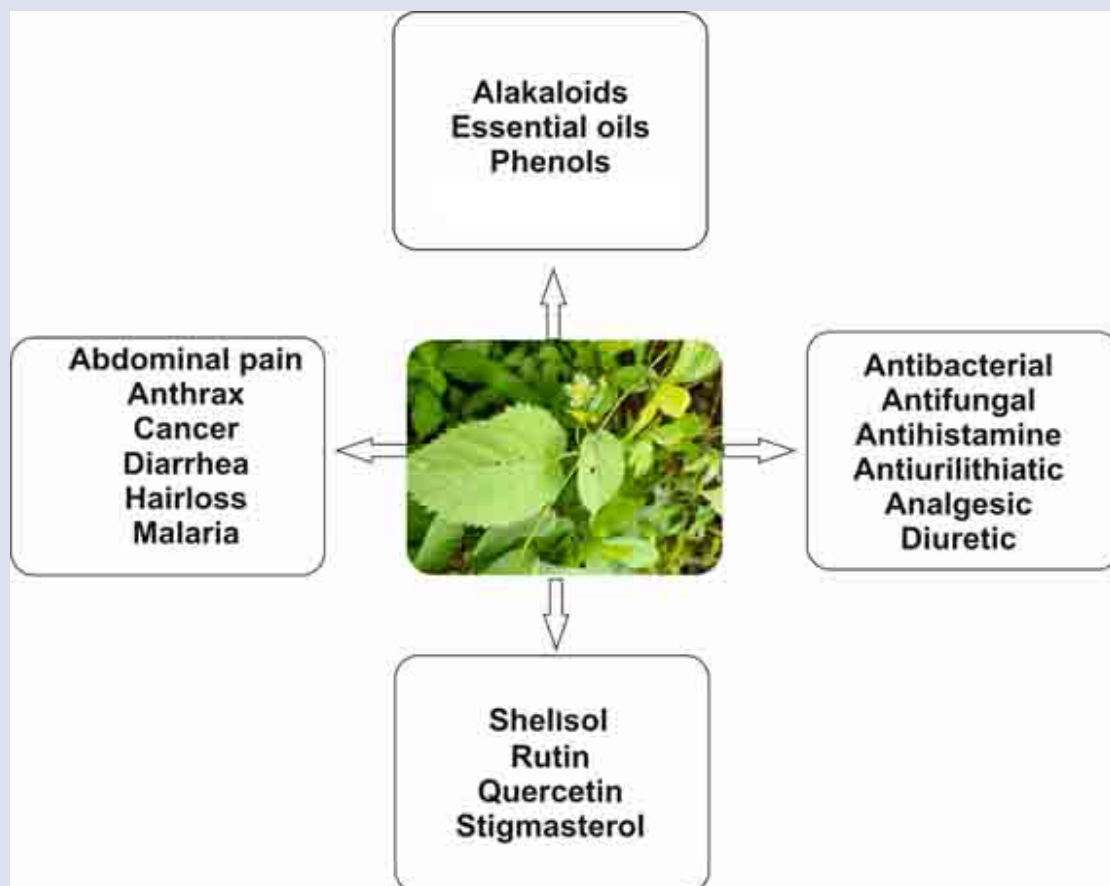 Alakaloids
Essential oils
Phenols
Abdominal pain
Anthrax
Cancer
Diarrhea
Hairloss
Malaria
Antibacterial
Antifungal
Antihistamine
Antiurilithiatic
Analgesic
Diuretic
Shellsol
Rutin
Quercetin
Stigmasterol